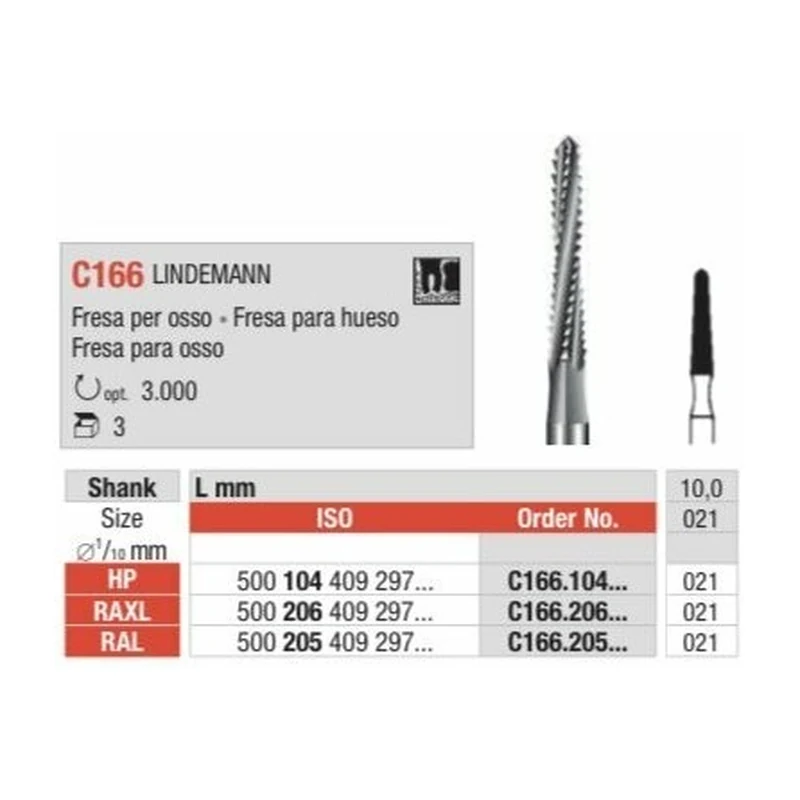 C166 LINDEMANN
Fresa per osso • Fresa para hueso
Fresa para osso
opt. 3.000
3
Shank L mm 10,0
Size ISO Order No. 021
⌀1/10 mm
HP 500 104 409 297... C166.104... 021
RAXL 500 206 409 297... C166.206... 021
RAL 500 205 409 297... C166.205... 021